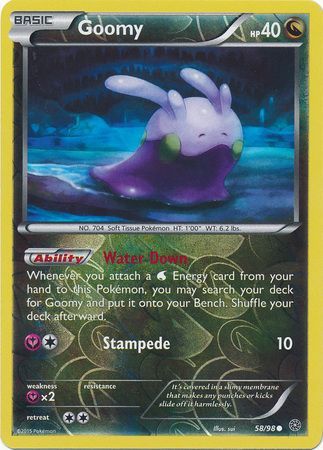 BASIC
Goomy
HP 40
NO. 704 Soft Tissue Pokémon HT: 1'00" WT: 6.2 lbs.
Ability Water Down
Whenever you attach a Energy card from your
hand to this Pokémon, you may search your deck
for Goomy and put it onto your Bench. Shuffle your
deck afterward.
Stampede 10
weakness resistance
×2
retreat
It's covered in a slimy membrane
that makes any punches or kicks
slide off it harmlessly.
©2015 Pokémon
Illus. sui
58/98